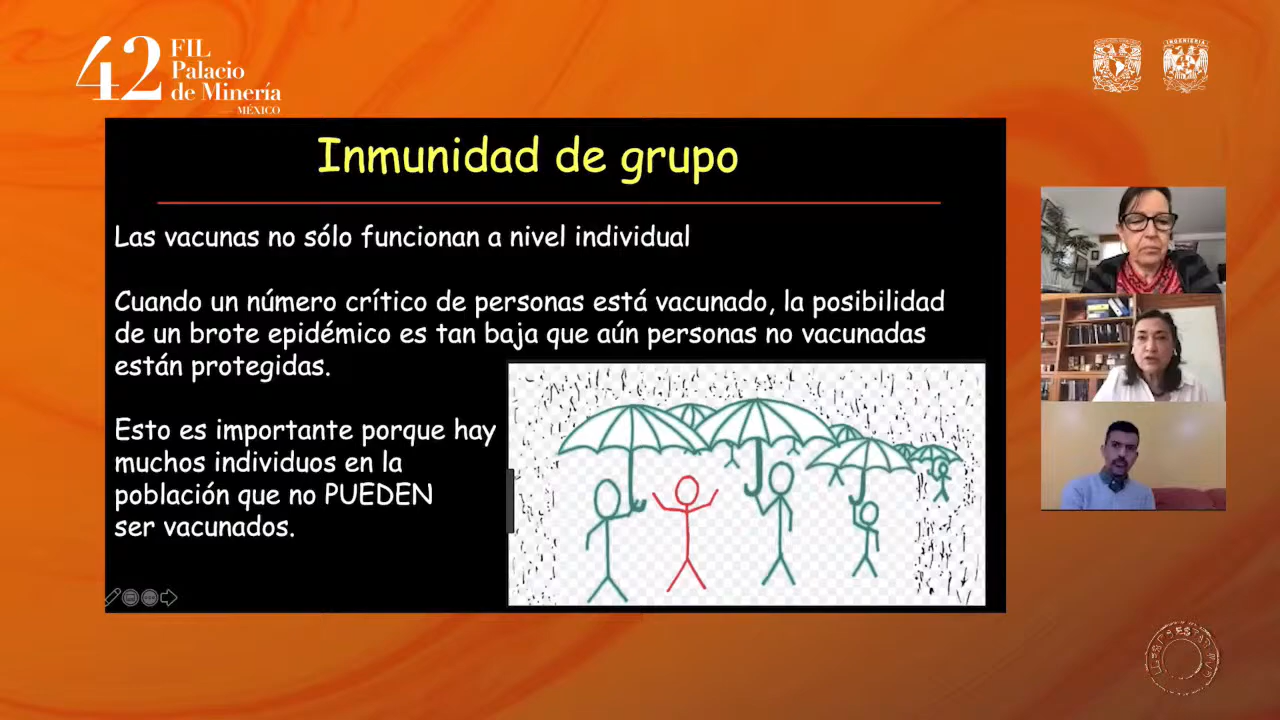 42
FIL
Palacio
de Minería
MÉXICO
INGENIERIA
Inmunidad de grupo
Las vacunas no sólo funcionan a nivel individual
Cuando un número crítico de personas está vacunado, la posibilidad
de un brote epidémico es tan baja que aún personas no vacunadas
están protegidas.
Esto es importante porque hay
muchos individuos en la
población que no PUEDEN
ser vacunados.